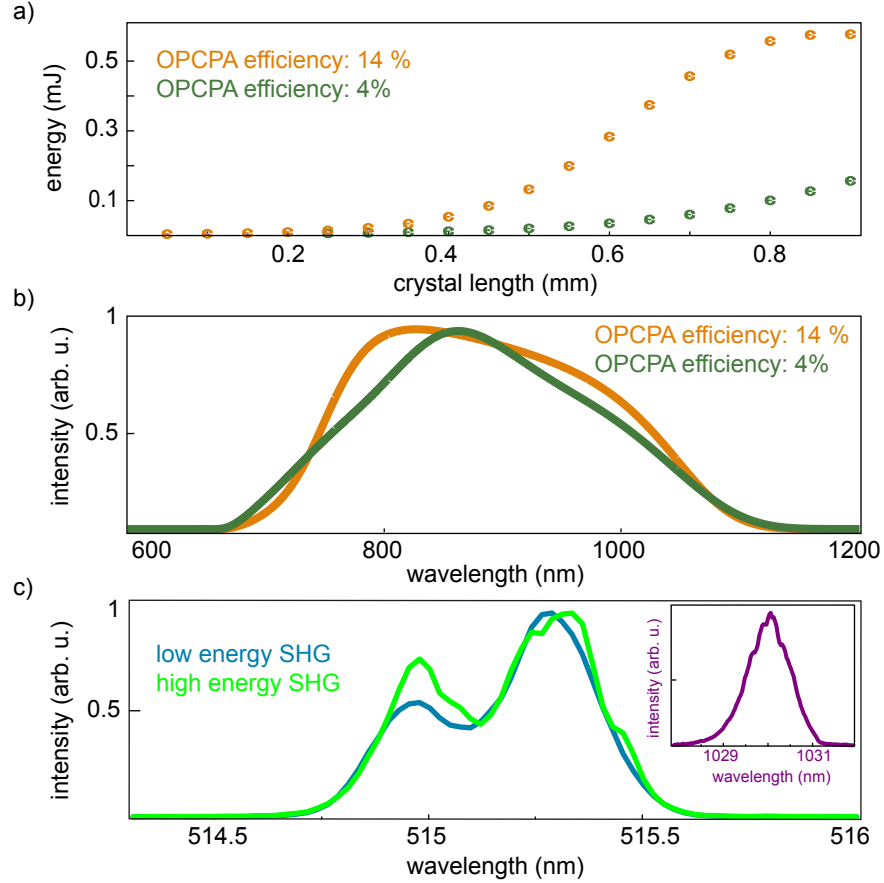 a)
OPCPA efficiency: 14 %
OPCPA efficiency: 4%
energy (mJ)
0.5
0.3
0.1
0.2
0.4
0.6
0.8
crystal length (mm)
b)
1
OPCPA efficiency: 14 %
OPCPA efficiency: 4%
intensity (arb. u.)
0.5
600
800
1000
1200
wavelength (nm)
c)
1
low energy SHG
high energy SHG
intensity (arb. u.)
0.5
intensity (arb. u.)
1029
1031
wavelength (nm)
514.5
515
515.5
516
wavelength (nm)